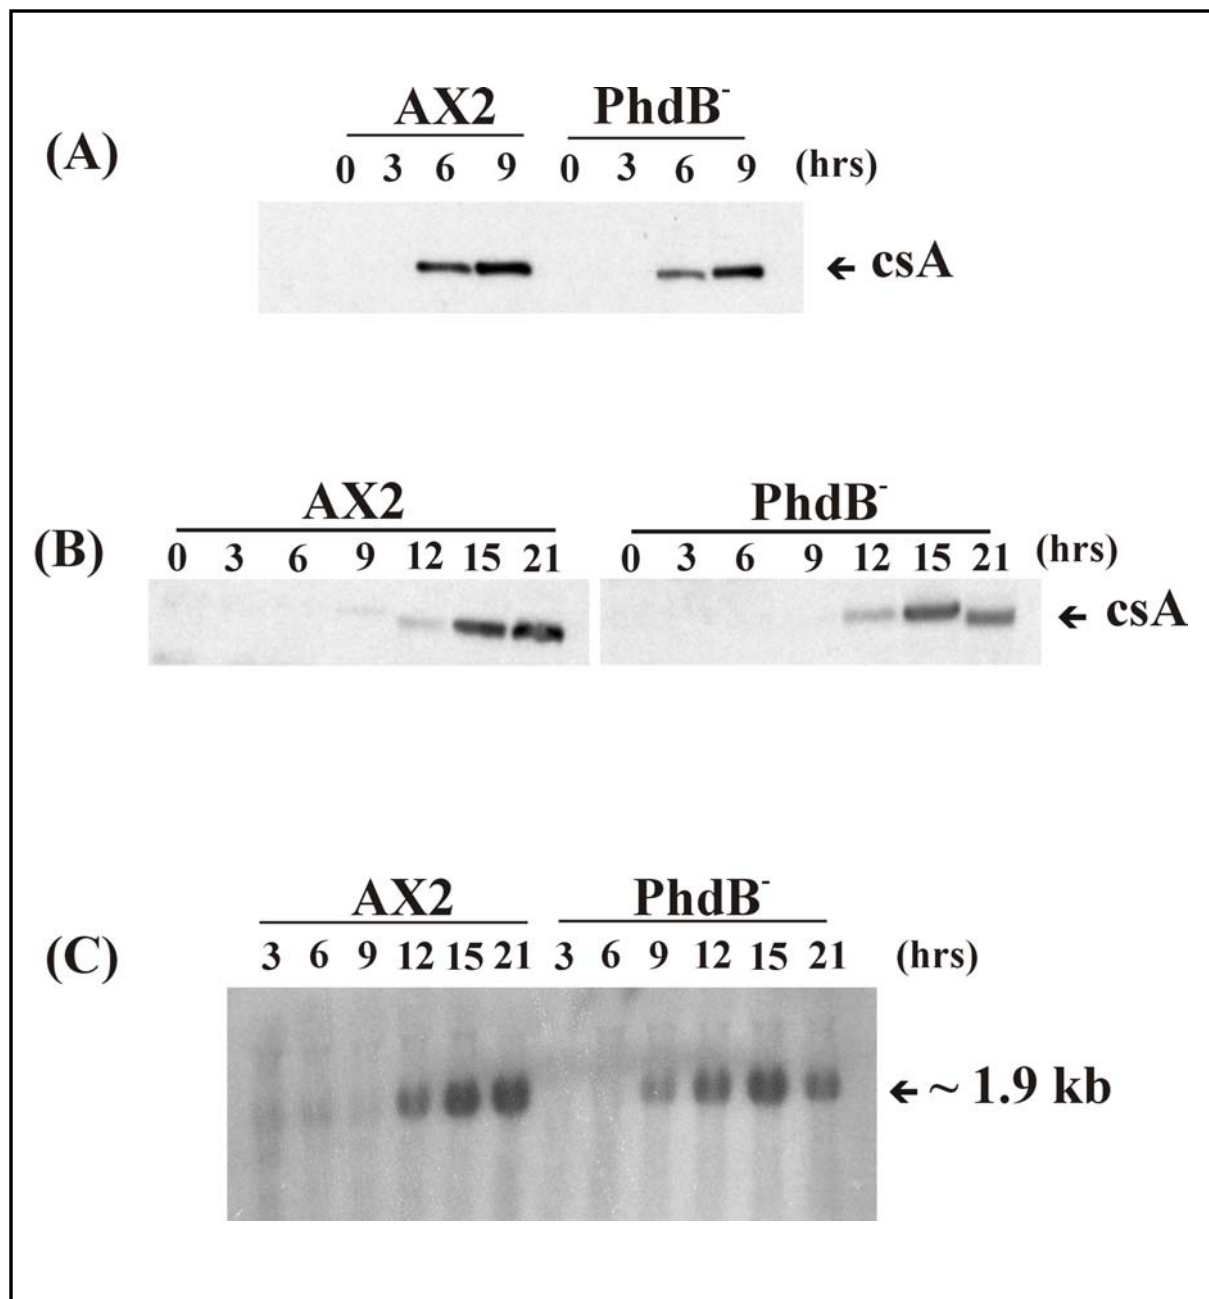 AX2 PhdB-
(A) 0 3 6 9 0 3 6 9 (hrs)
← csA
AX2 PhdB-
(B) 0 3 6 9 12 15 21 0 3 6 9 12 15 21 (hrs)
← csA
AX2 PhdB-
(C) 3 6 9 12 15 21 3 6 9 12 15 21 (hrs)
← ~ 1.9 kb